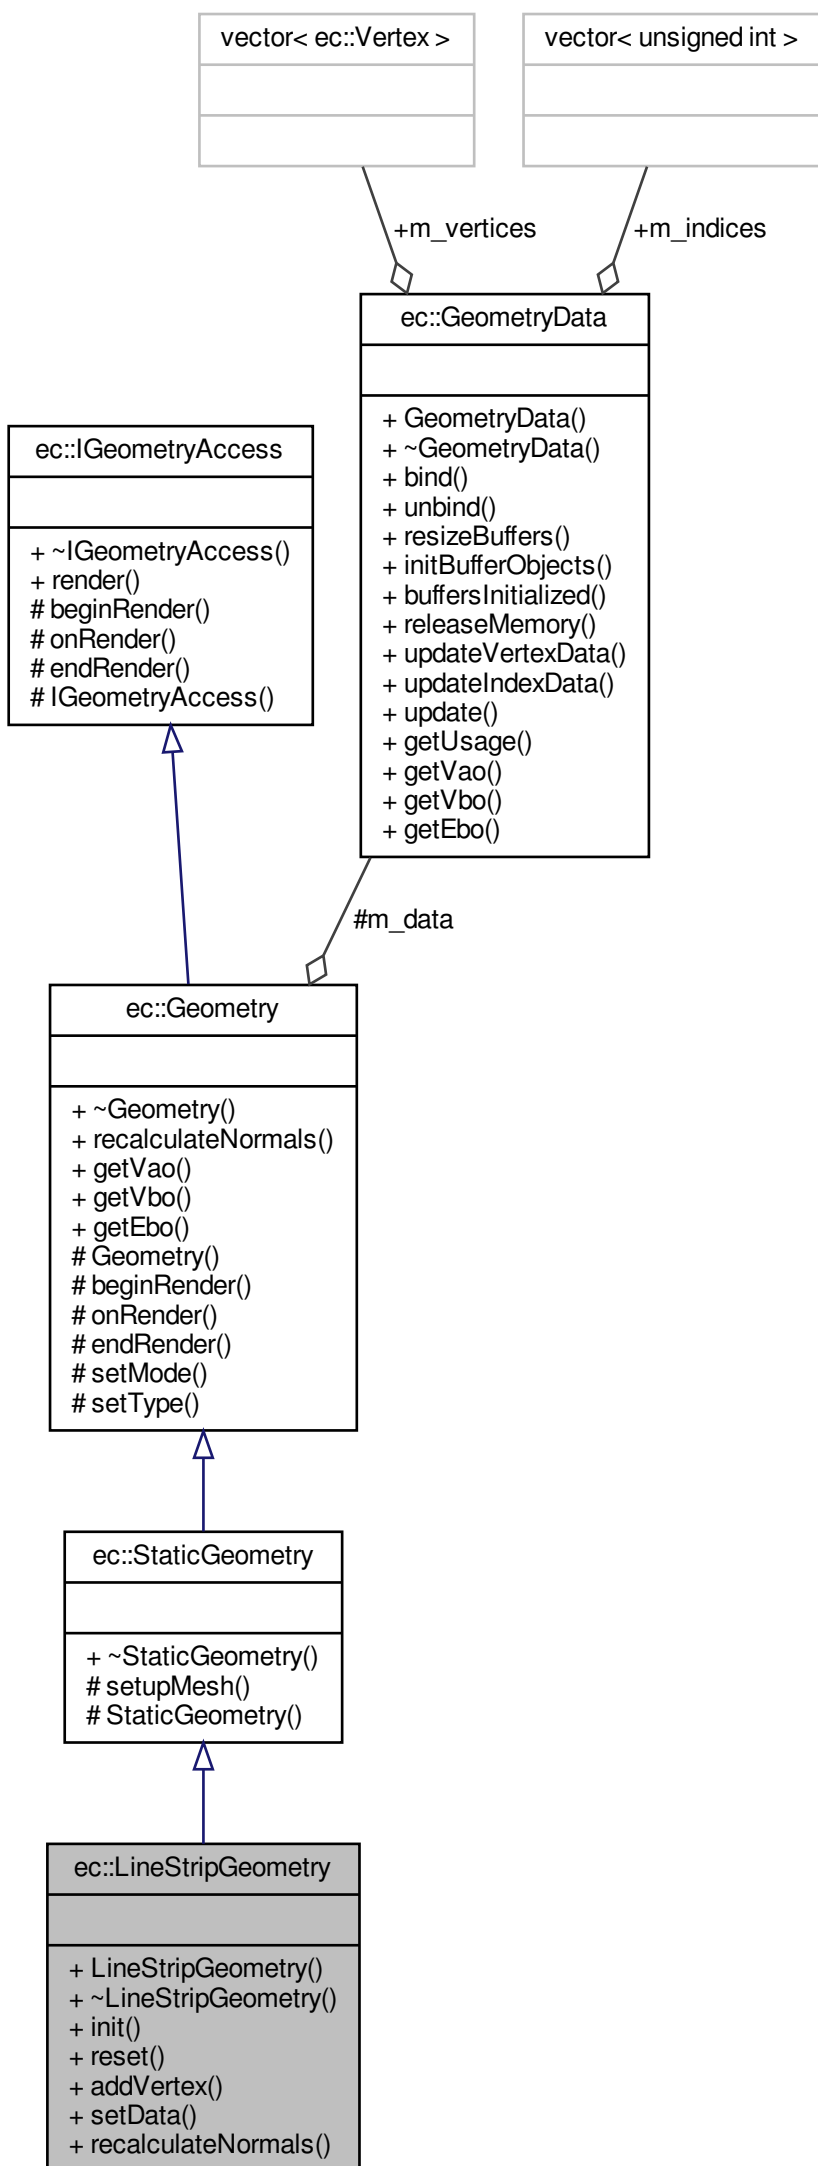 vector< ec::Vertex >
vector< unsigned int >
+m_vertices
+m_indices
ec::GeometryData
+ GeometryData()
+ ~GeometryData()
+ bind()
+ unbind()
+ resizeBuffers()
+ initBufferObjects()
+ buffersInitialized()
+ releaseMemory()
+ updateVertexData()
+ updateIndexData()
+ update()
+ getUsage()
+ getVao()
+ getVbo()
+ getEbo()
ec::IGeometryAccess
+ ~IGeometryAccess()
+ render()
# beginRender()
# onRender()
# endRender()
# IGeometryAccess()
#m_data
ec::Geometry
+ ~Geometry()
+ recalculateNormals()
+ getVao()
+ getVbo()
+ getEbo()
# Geometry()
# beginRender()
# onRender()
# endRender()
# setMode()
# setType()
ec::StaticGeometry
+ ~StaticGeometry()
# setupMesh()
# StaticGeometry()
ec::LineStripGeometry
+ LineStripGeometry()
+ ~LineStripGeometry()
+ init()
+ reset()
+ addVertex()
+ setData()
+ recalculateNormals()